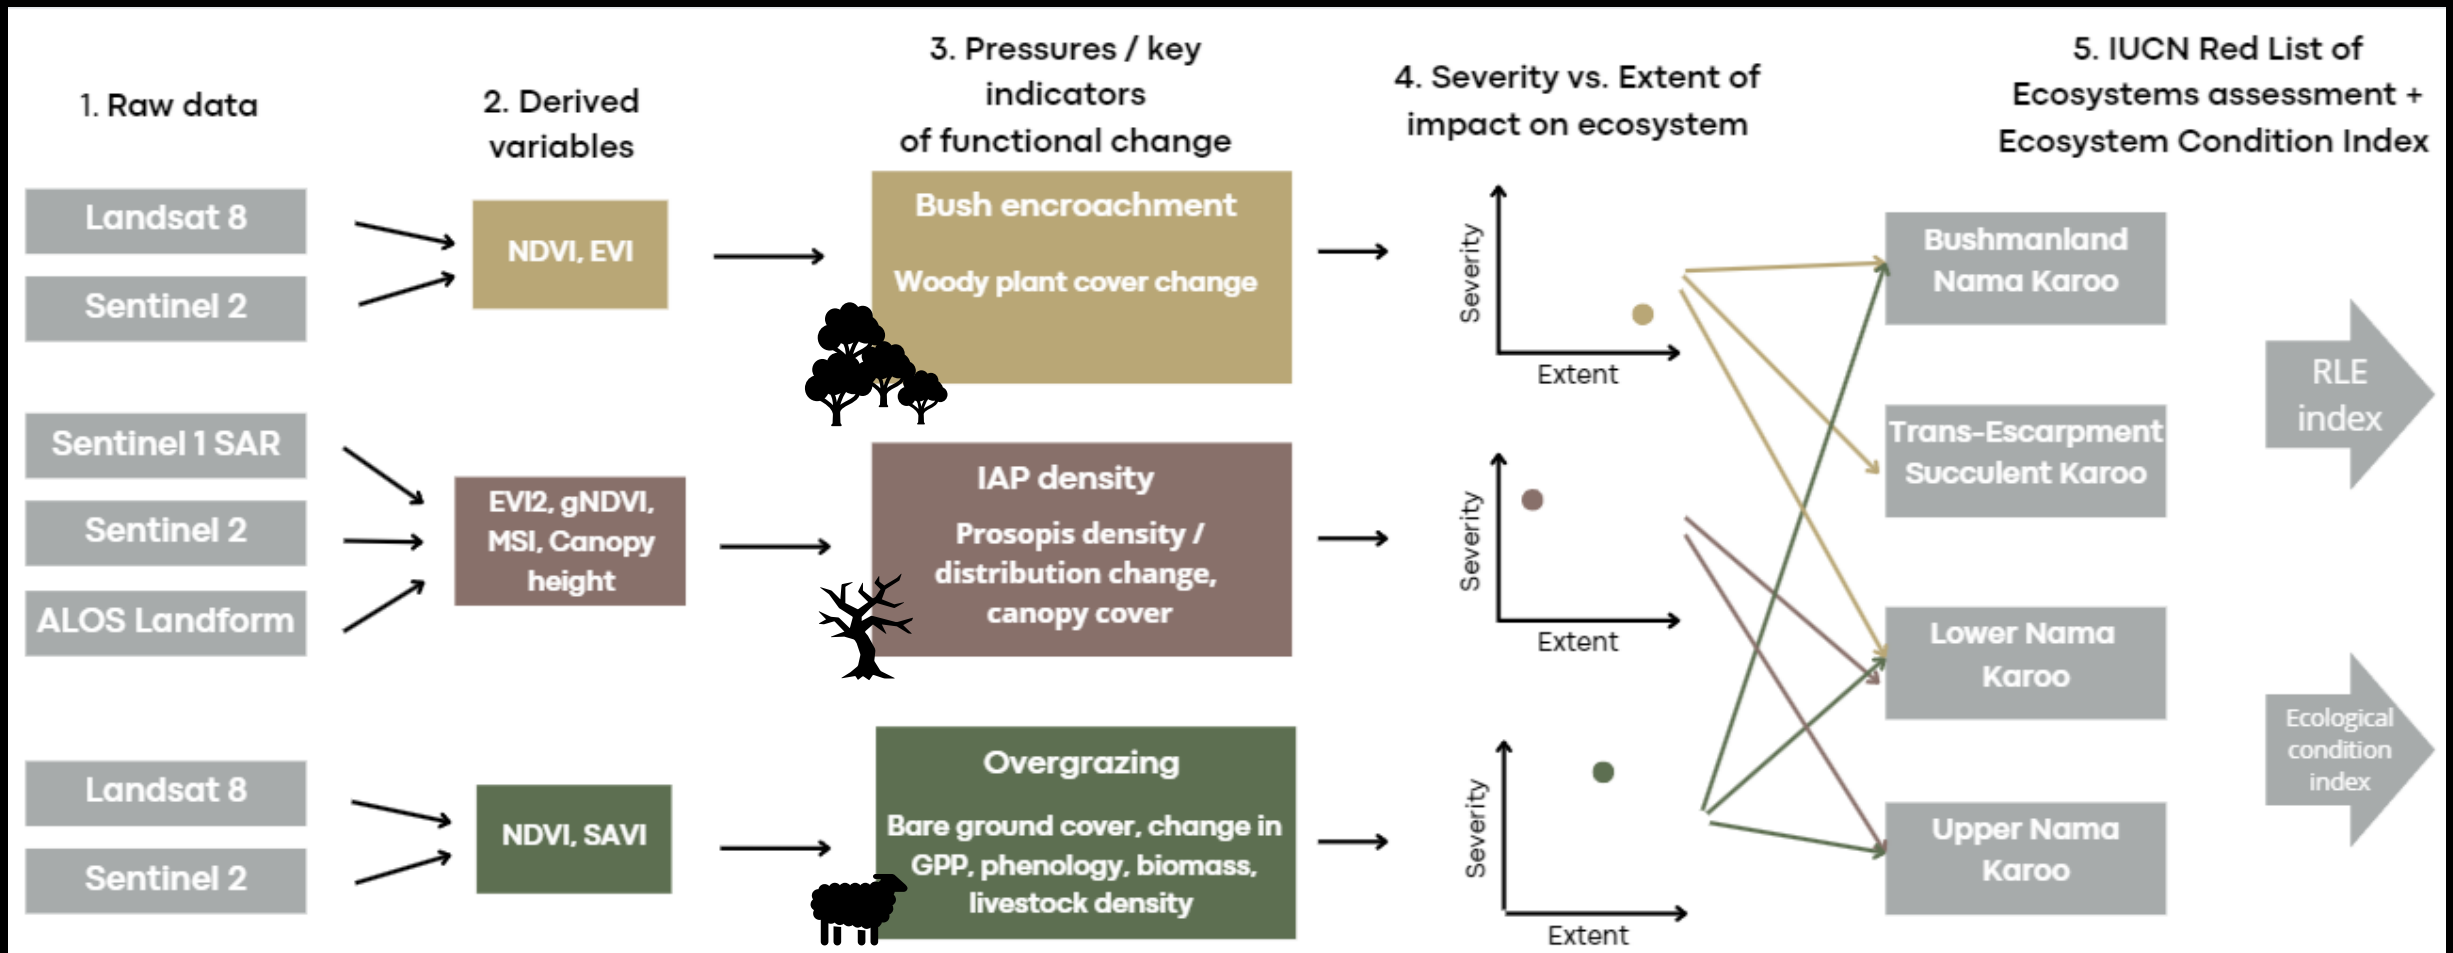 1. Raw data
Landsat 8
Sentinel 2
Sentinel 1 SAR
Sentinel 2
ALOS Landform
Landsat 8
Sentinel 2
2. Derived
variables
NDVI, EVI
EVI2, gNDVI,
MSI, Canopy
height
NDVI, SAVI
3. Pressures / key
indicators
of functional change
Bush encroachment
Woody plant cover change
IAP density
Prosopis density /
distribution change,
canopy cover
Overgrazing
Bare ground cover, change in
GPP, phenology, biomass,
livestock density
4. Severity vs. Extent of
impact on ecosystem
Severity
Extent
Severity
Extent
Severity
Extent
5. IUCN Red List of
Ecosystems assessment +
Ecosystem Condition Index
Bushmanland
Nama Karoo
Trans-Escarpment
Succulent Karoo
Lower Nama
Karoo
Upper Nama
Karoo
RLE
index
Ecological
condition
index